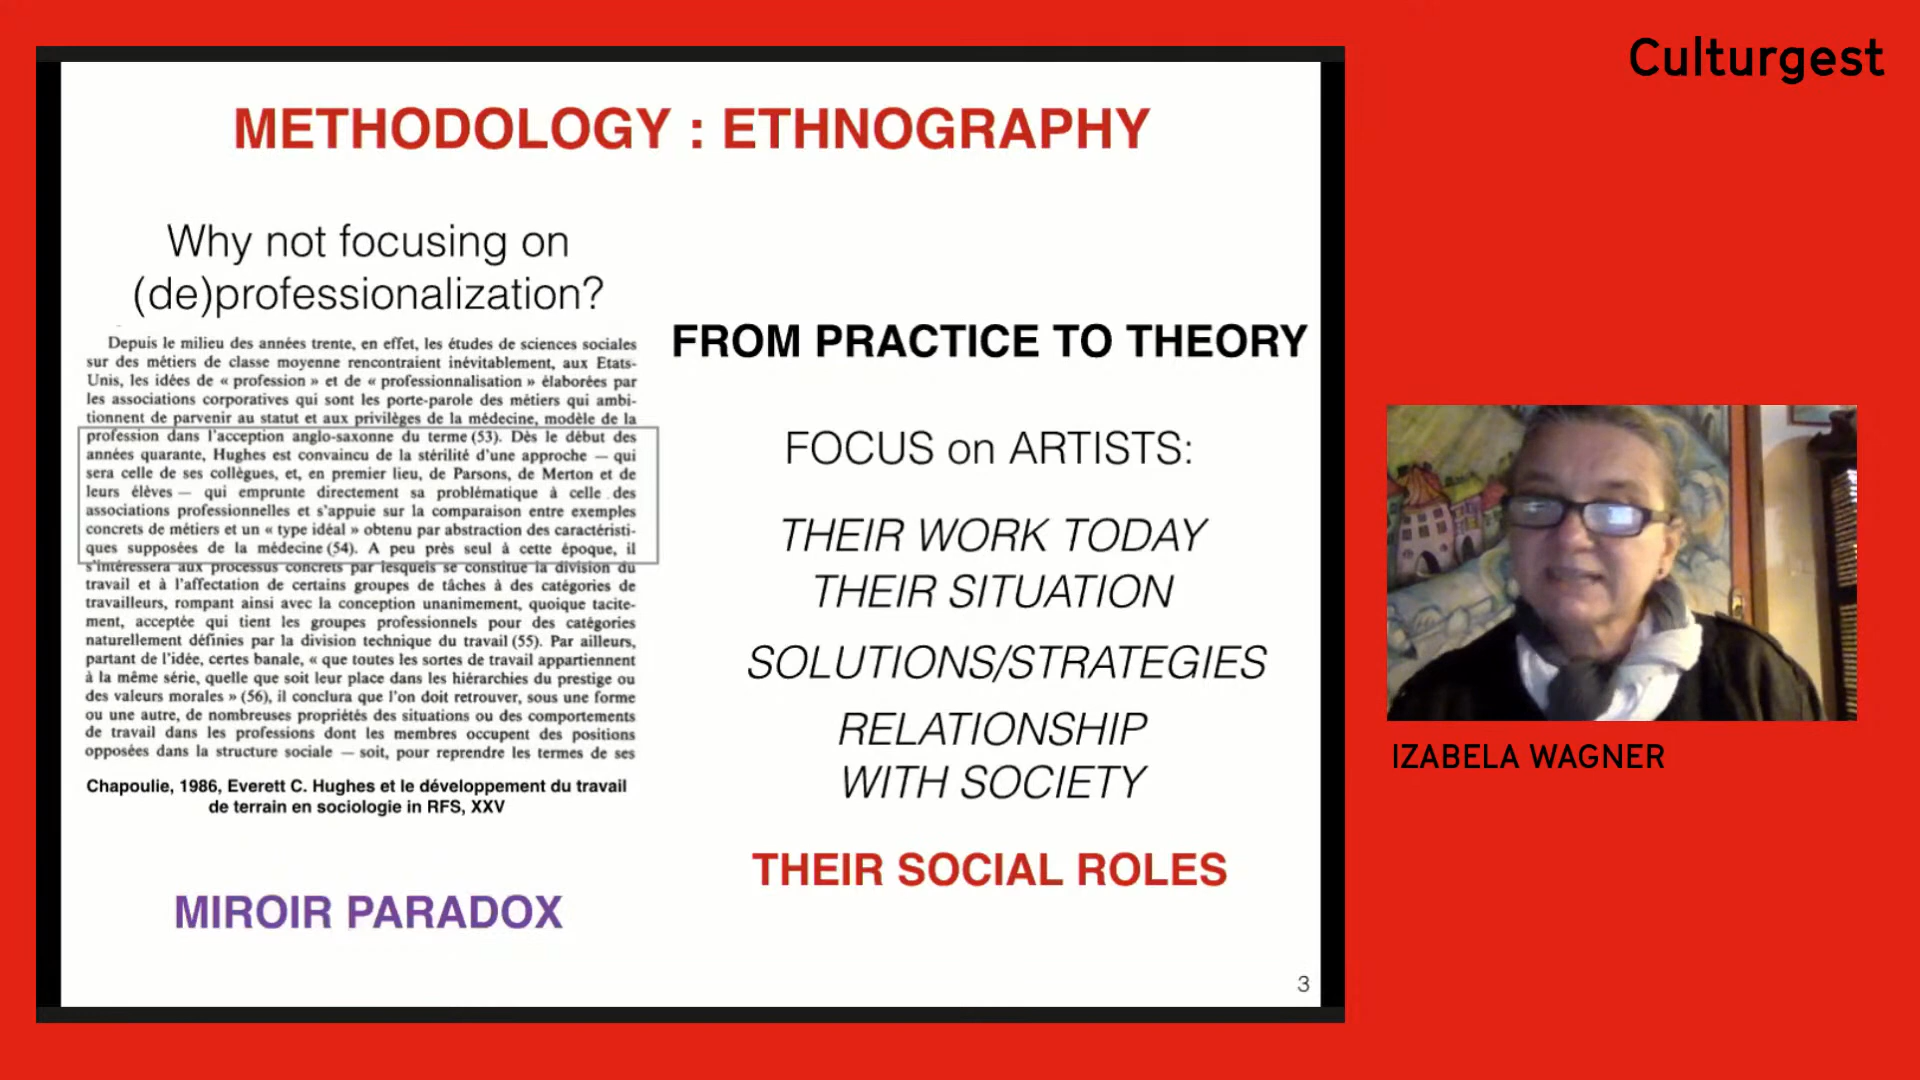 Culturgest
METHODOLOGY : ETHNOGRAPHY
Why not focusing on
(de)professionalization?
Depuis le milieu des années trente, en effet, les études de sciences sociales
sur des métiers de classe moyenne rencontraient inévitablement, aux Etats-
Unis, les idées de « profession » et de « professionnalisation » élaborées par
les associations corporatives qui sont les porte-parole des métiers qui ambi-
tionnent de parvenir au statut et aux privilèges de la médecine, modèle de la
profession dans l'acception anglo-saxonne du terme (53). Dès le début des
années quarante, Hughes est convaincu de la stérilité d'une approche — qui
sera celle de ses collègues, et, en premier lieu, de Parsons, de Merton et de
leurs élèves — qui emprunte directement sa problématique à celle des
associations professionnelles et s'appuie sur la comparaison entre exemples
concrets de métiers et un « type idéal » obtenu par abstraction des caractéristi-
ques supposées de la médecine (54). A peu près seul à cette époque, il
s'intéressera aux processus concrets par lesquels se constitue la division du
travail et à l'affectation de certains groupes de tâches à des catégories de
travailleurs, rompant ainsi avec la conception unanimement, quoique tacite-
ment, acceptée qui tient les groupes professionnels pour des catégories
naturellement définies par la division technique du travail (55). Par ailleurs,
partant de l'idée, certes banale, « que toutes les sortes de travail appartiennent
à la même série, quelle que soit leur place dans les hiérarchies du prestige ou
des valeurs morales » (56), il conclura que l'on doit retrouver, sous une forme
ou une autre, de nombreuses propriétés des situations ou des comportements
de travail dans les professions dont les membres occupent des positions
opposées dans la structure sociale — soit, pour reprendre les termes de ses
Chapoulie, 1986, Everett C. Hughes et le développement du travail
de terrain en sociologie in RFS, XXV
MIROIR PARADOX
FROM PRACTICE TO THEORY
FOCUS on ARTISTS:
THEIR WORK TODAY
THEIR SITUATION
SOLUTIONS/STRATEGIES
RELATIONSHIP
WITH SOCIETY
THEIR SOCIAL ROLES
3
IZABELA WAGNER